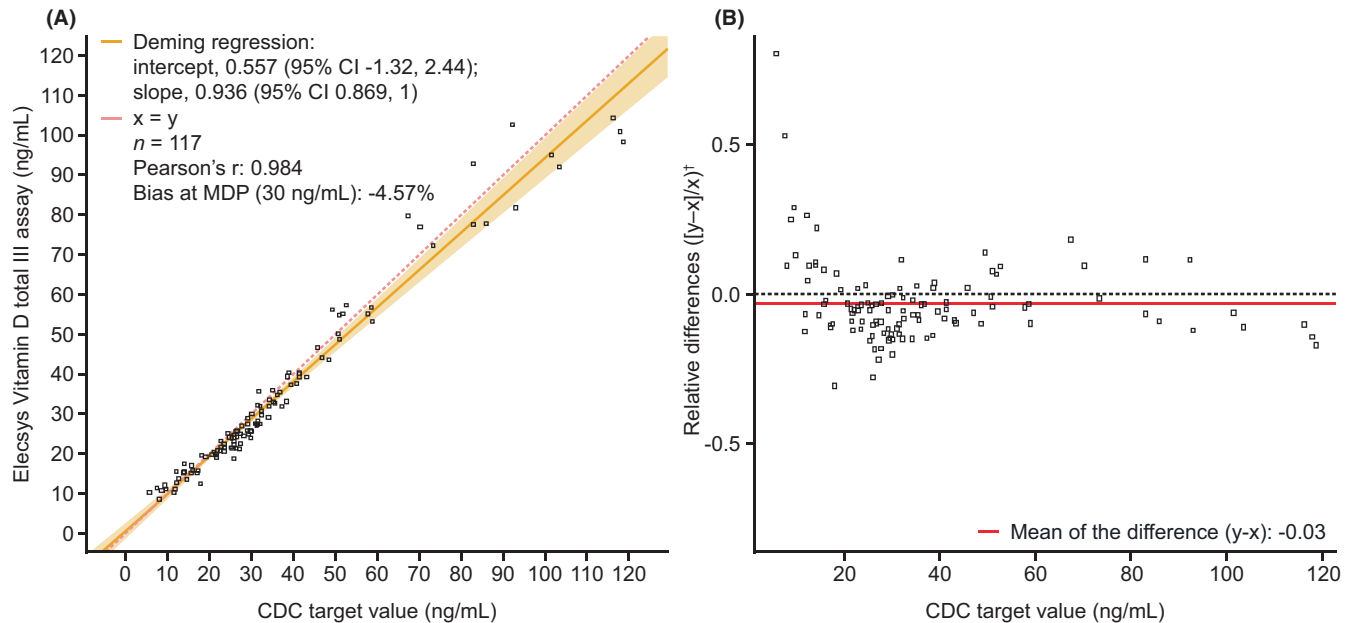 (A)
Deming regression:
intercept, 0.557 (95% CI -1.32, 2.44);
slope, 0.936 (95% CI 0.869, 1)
x = y
n = 117
Pearson's r: 0.984
Bias at MDP (30 ng/mL): -4.57%
Elecsys Vitamin D total III assay (ng/mL)
120
110
100
90
80
70
60
50
40
30
20
10
0
0 10 20 30 40 50 60 70 80 90 100 110 120
CDC target value (ng/mL)
(B)
Relative differences ([y–x]/x)†
0.5
0.0
-0.5
Mean of the difference (y-x): -0.03
20 40 60 80 100 120
CDC target value (ng/mL)